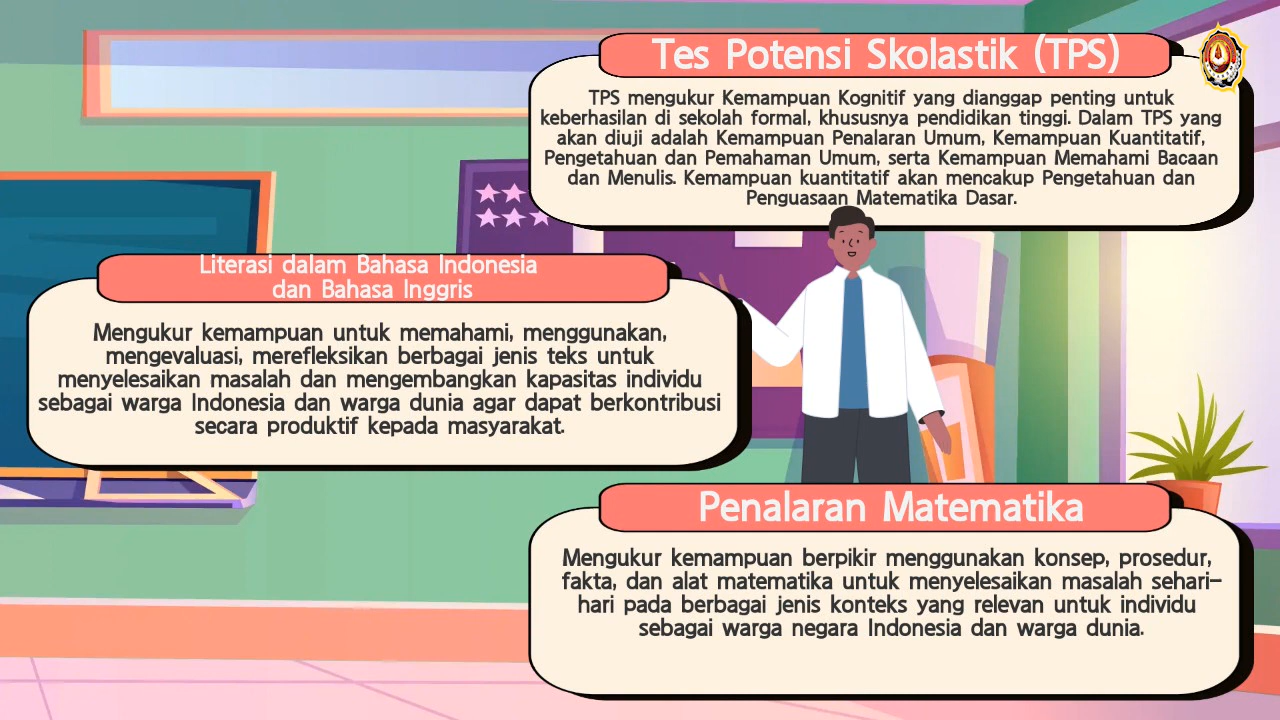 Tes Potensi Skolastik (TPS)
TPS mengukur Kemampuan Kognitif yang dianggap penting untuk
keberhasilan di sekolah formal, khususnya pendidikan tinggi. Dalam TPS yang
akan diuji adalah Kemampuan Penalaran Umum, Kemampuan Kuantitatif,
Pengetahuan dan Pemahaman Umum, serta Kemampuan Memahami Bacaan
dan Menulis. Kemampuan kuantitatif akan mencakup Pengetahuan dan
Penguasaan Matematika Dasar.
Literasi dalam Bahasa Indonesia
dan Bahasa Inggris
Mengukur kemampuan untuk memahami, menggunakan,
mengevaluasi, merefleksikan berbagai jenis teks untuk
menyelesaikan masalah dan mengembangkan kapasitas individu
sebagai warga Indonesia dan warga dunia agar dapat berkontribusi
secara produktif kepada masyarakat.
Penalaran Matematika
Mengukur kemampuan berpikir menggunakan konsep, prosedur,
fakta, dan alat matematika untuk menyelesaikan masalah sehari-
hari pada berbagai jenis konteks yang relevan untuk individu
sebagai warga negara Indonesia dan warga dunia.